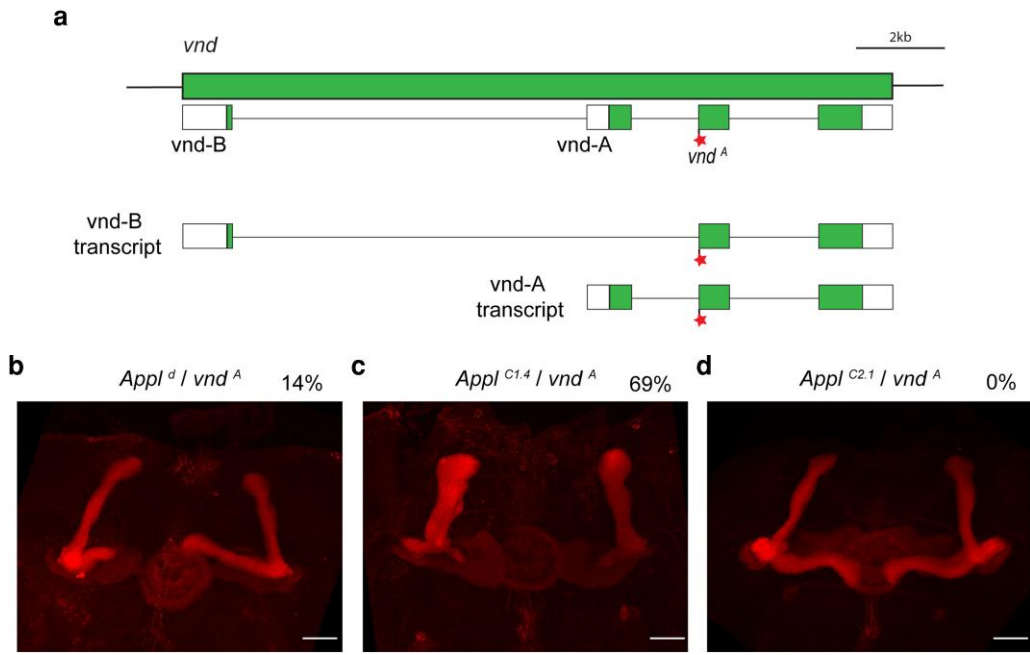 a
vnd
2kb
vnd-B
vnd-A
vnd A
vnd-B
transcript
vnd-A
transcript
b
Appl d / vnd A
14%
c
Appl C1.4 / vnd A
69%
d
Appl C2.1 / vnd A
0%